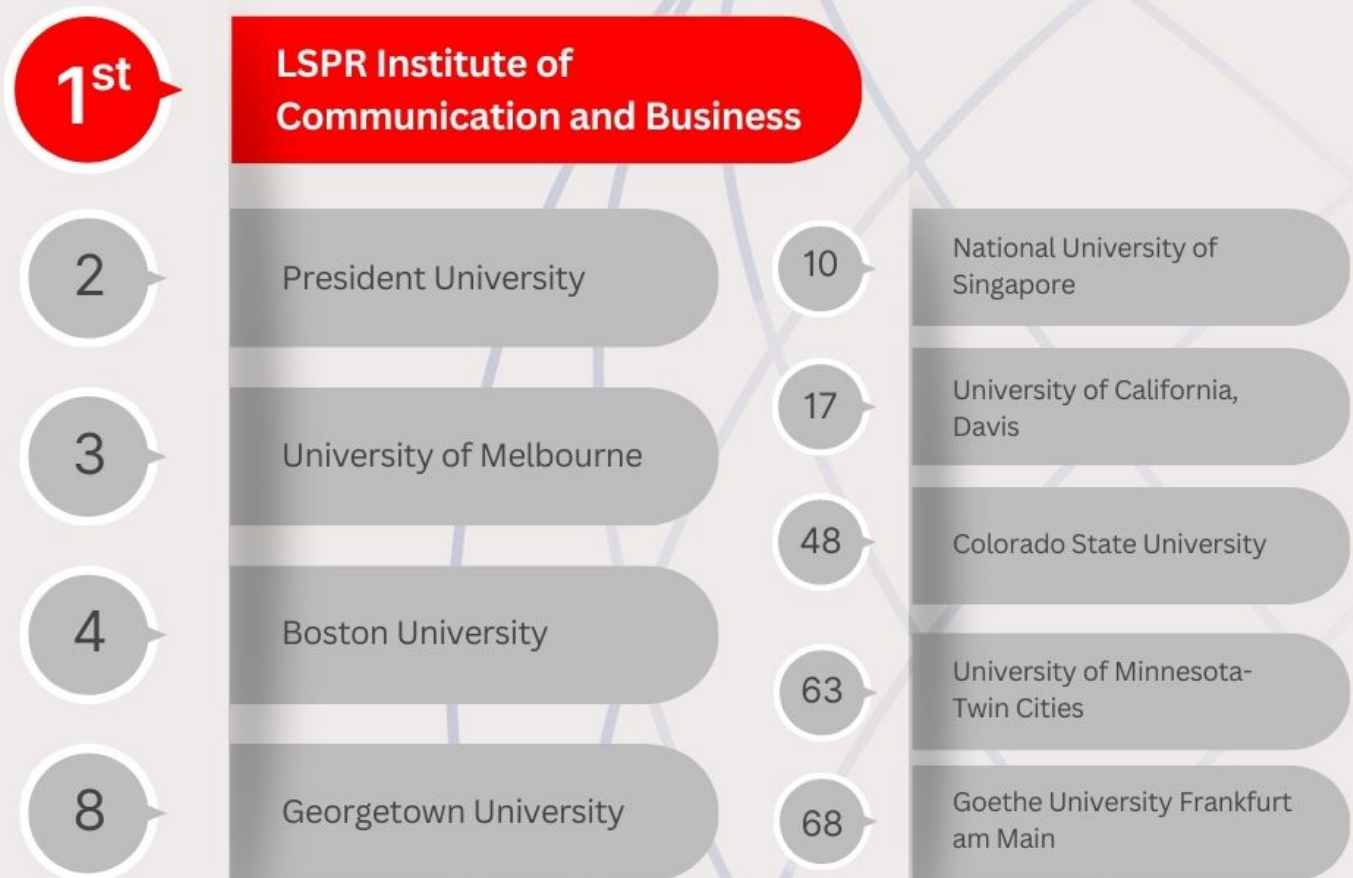 1st
LSPR Institute of
Communication and Business
2
President University
3
University of Melbourne
4
Boston University
8
Georgetown University
10
National University of
Singapore
17
University of California,
Davis
48
Colorado State University
63
University of Minnesota-
Twin Cities
68
Goethe University Frankfurt
am Main